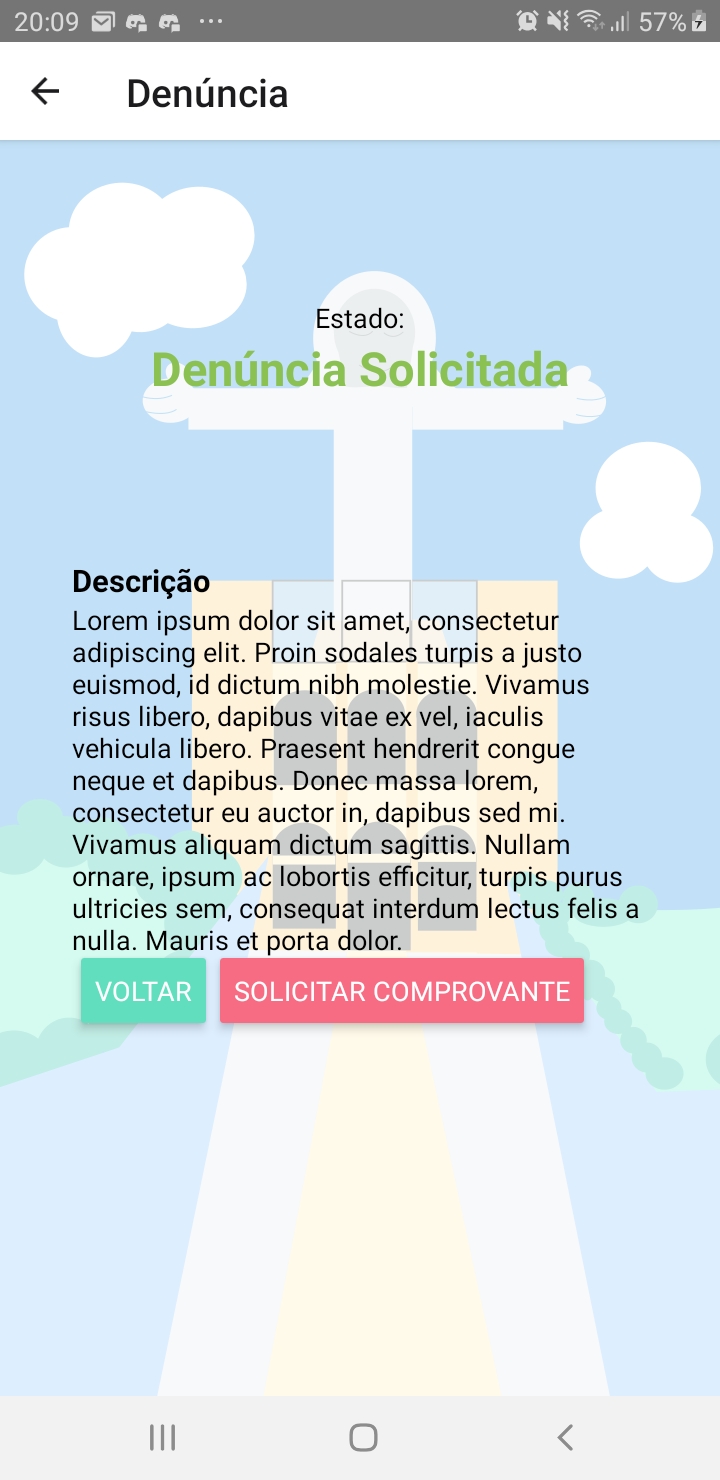 20:09 57%
Denúncia
Estado:
Denúncia Solicitada
Descrição
Lorem ipsum dolor sit amet, consectetur
adipiscing elit. Proin sodales turpis a justo
euismod, id dictum nibh molestie. Vivamus
risus libero, dapibus vitae ex vel, iaculis
vehicula libero. Praesent hendrerit congue
neque et dapibus. Donec massa lorem,
consectetur eu auctor in, dapibus sed mi.
Vivamus aliquam dictum sagittis. Nullam
ornare, ipsum ac lobortis efficitur, turpis purus
ultricies sem, consequat interdum lectus felis a
nulla. Mauris et porta dolor.
VOLTAR SOLICITAR COMPROVANTE